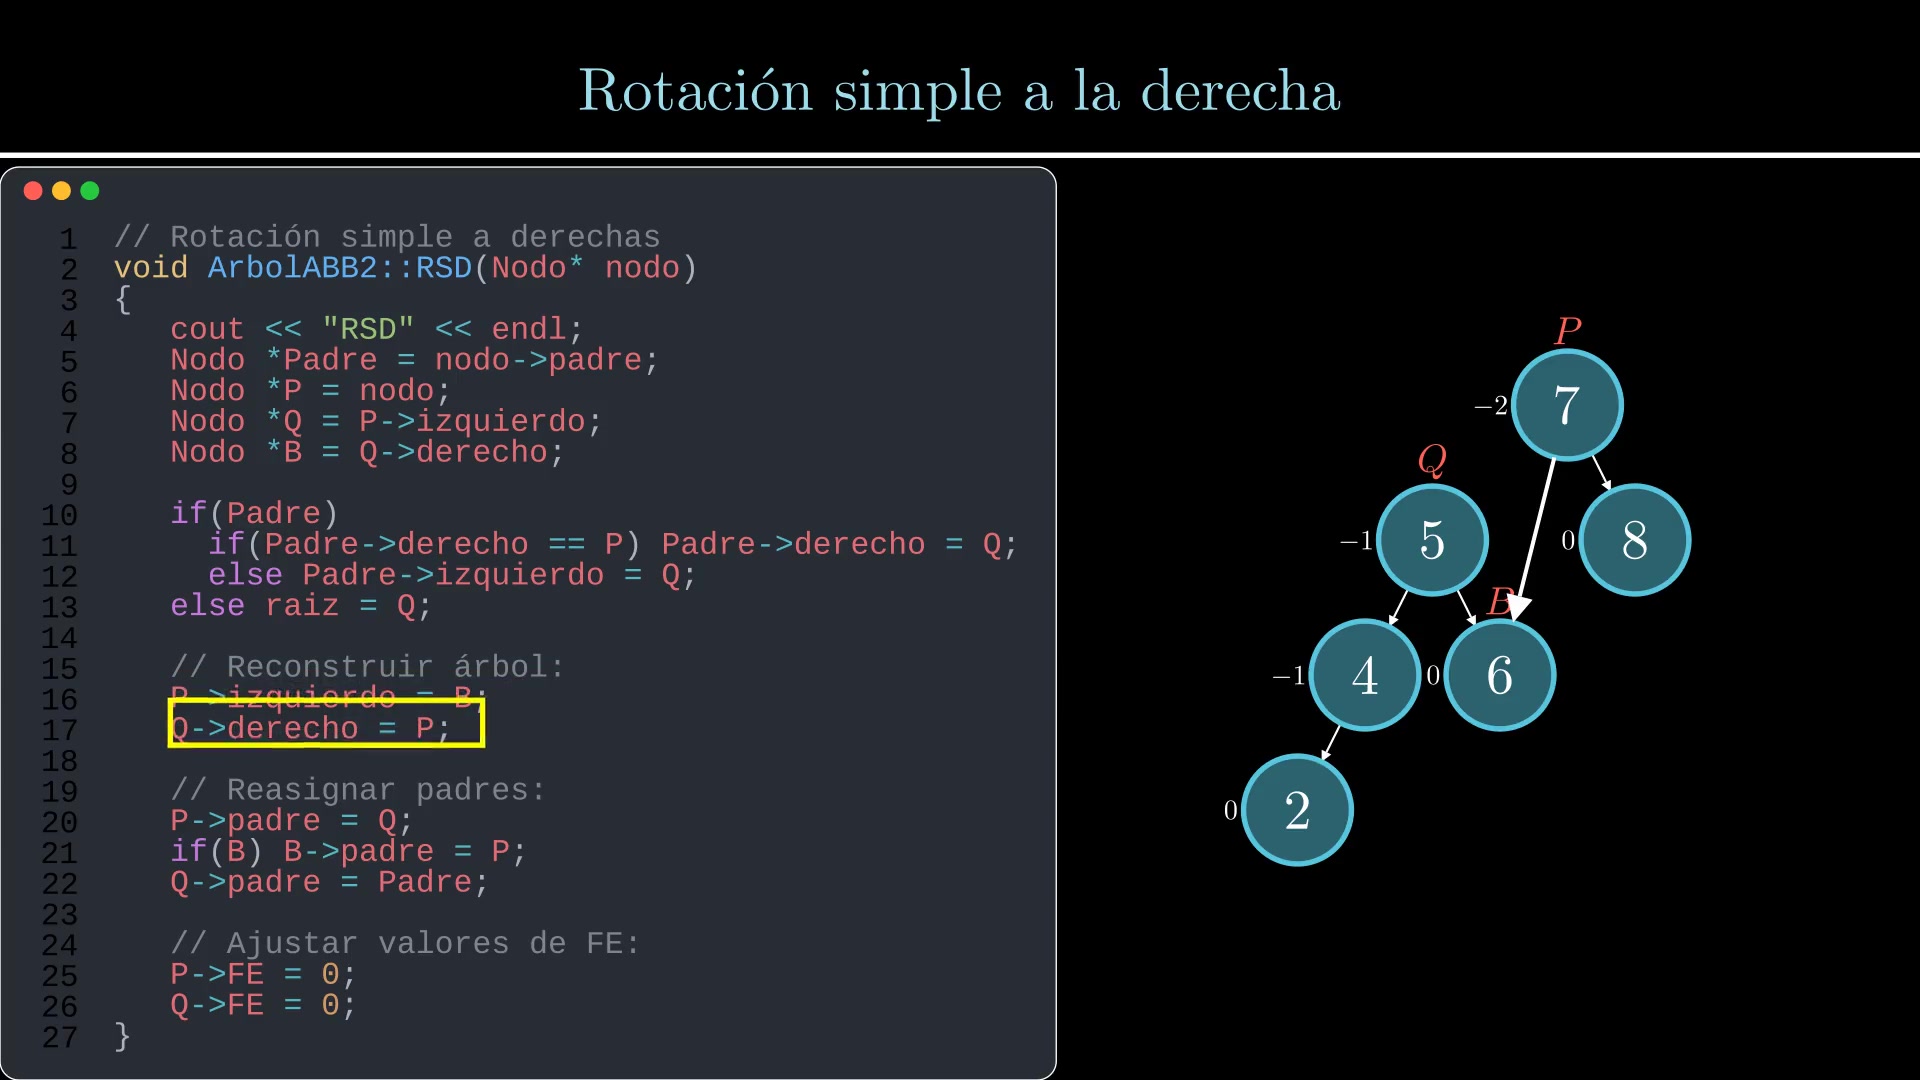 Rotación simple a la derecha
1 // Rotación simple a derechas
2 void ArbolABB2::RSD(Nodo* nodo)
3 {
4 cout << "RSD" << endl;
5 Nodo *Padre = nodo->padre;
6 Nodo *P = nodo;
7 Nodo *Q = P->izquierdo;
8 Nodo *B = Q->derecho;
9
10 if(Padre)
11 if(Padre->derecho == P) Padre->derecho = Q;
12 else Padre->izquierdo = Q;
13 else raiz = Q;
14
15 // Reconstruir árbol:
16 P->izquierdo = B;
17 Q->derecho = P;
18
19 // Reasignar padres:
20 P->padre = Q;
21 if(B) B->padre = P;
22 Q->padre = Padre;
23
24 // Ajustar valores de FE:
25 P->FE = 0;
26 Q->FE = 0;
27 }
P
−2 7
Q
−1 5
0 8
B
−1 4
0 6
0 2